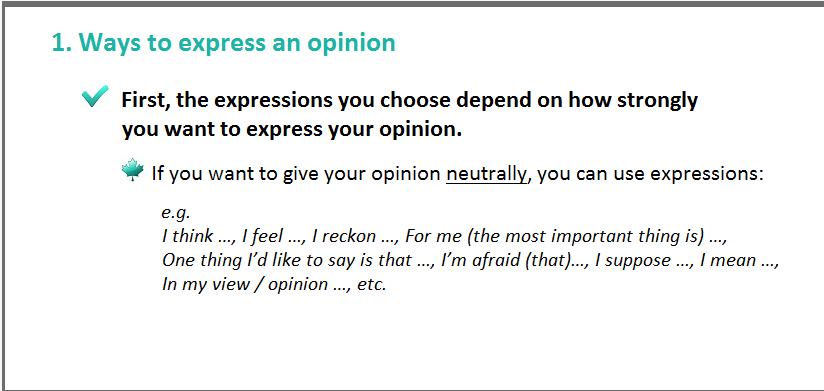 1. Ways to express an opinion
First, the expressions you choose depend on how strongly
you want to express your opinion.
If you want to give your opinion neutrally, you can use expressions:
e.g.
I think ..., I feel ..., I reckon ..., For me (the most important thing is) ...,
One thing I'd like to say is that ..., I'm afraid (that)..., I suppose ..., I mean ...,
In my view / opinion ..., etc.